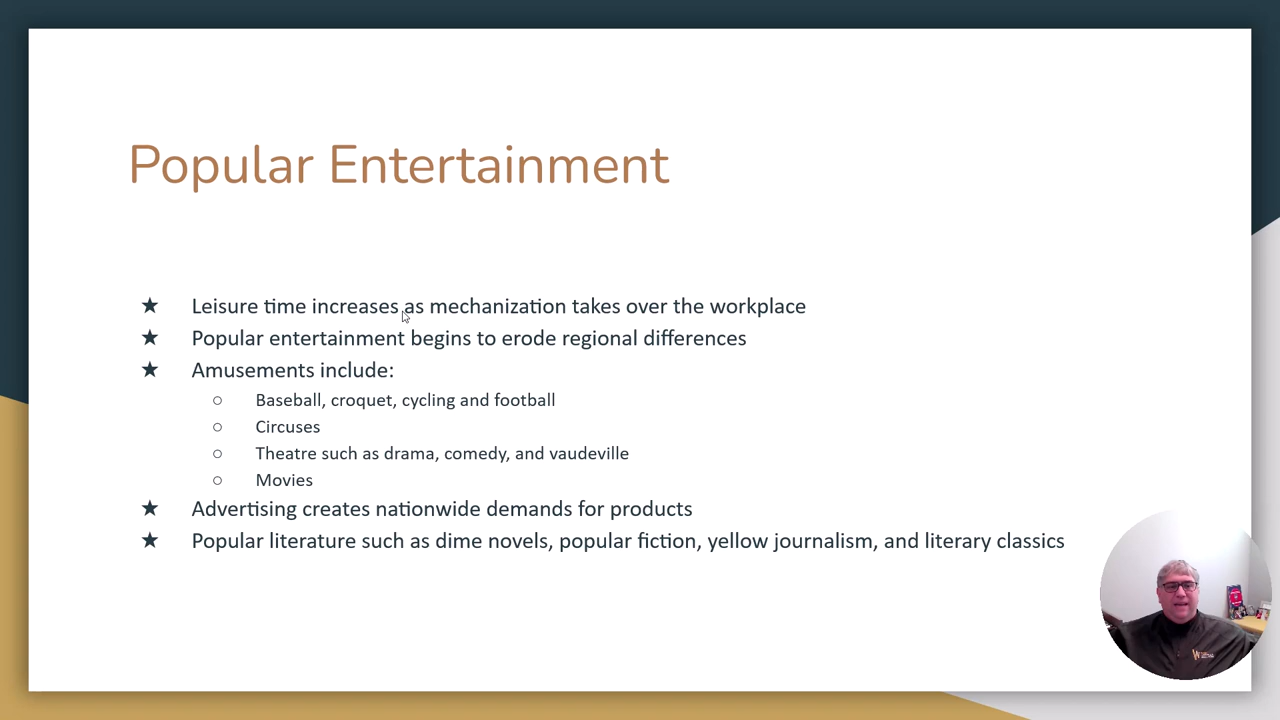 Popular Entertainment
★ Leisure time increases as mechanization takes over the workplace
★ Popular entertainment begins to erode regional differences
★ Amusements include:
○ Baseball, croquet, cycling and football
○ Circuses
○ Theatre such as drama, comedy, and vaudeville
○ Movies
★ Advertising creates nationwide demands for products
★ Popular literature such as dime novels, popular fiction, yellow journalism, and literary classics